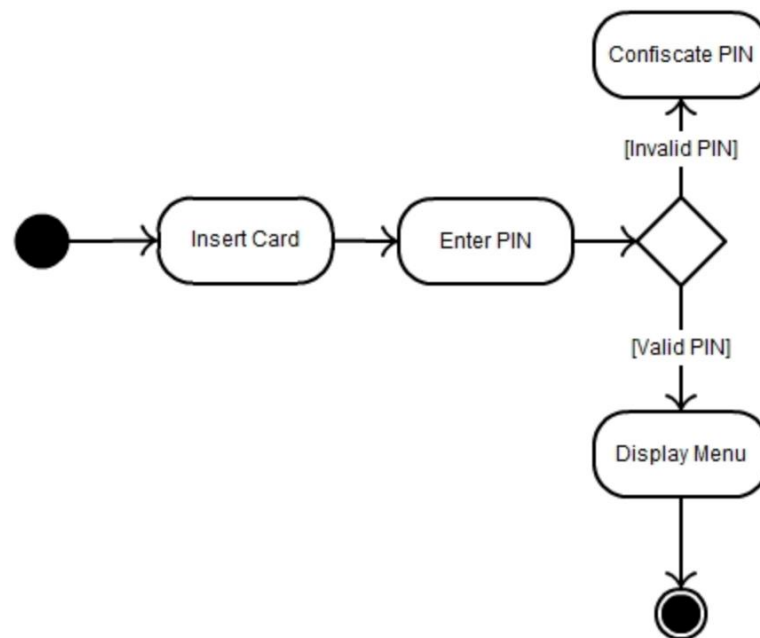 Confiscate PIN
[Invalid PIN]
Insert Card
Enter PIN
[Valid PIN]
Display Menu